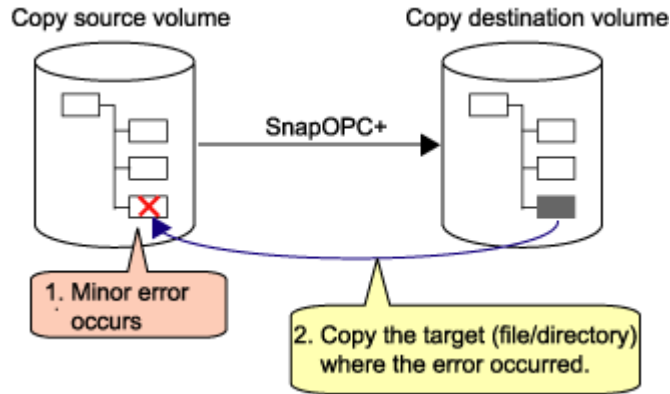 Copy source volume
Copy destination volume
SnapOPC+
1. Minor error
occurs
2. Copy the target (file/directory)
where the error occurred.